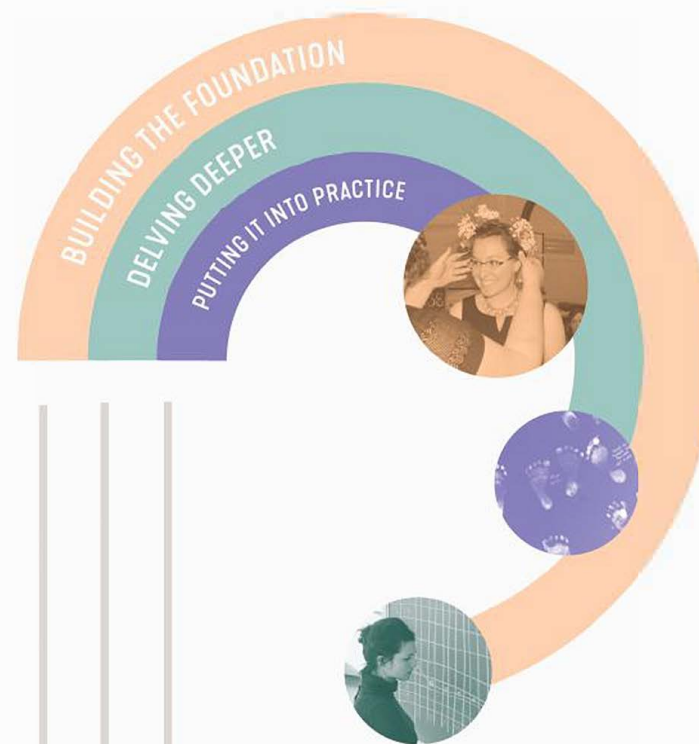 BUILDING THE FOUNDATION
DELVING DEEPER
PUTTING IT INTO PRACTICE